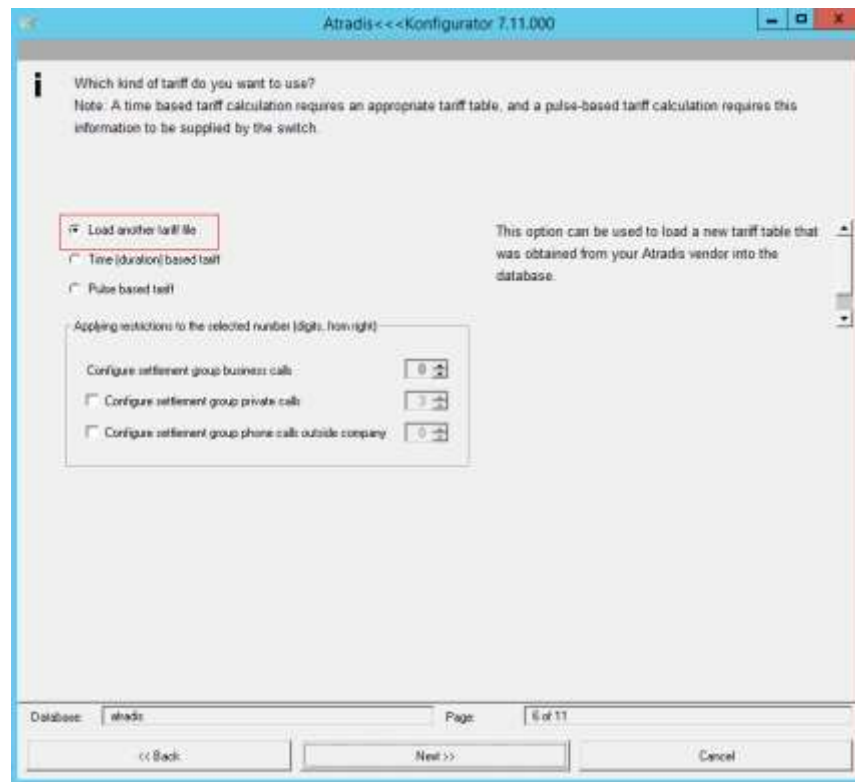 Atradis<<<Konfigurator 7.11.000
Which kind of tariff do you want to use?
Note: A time based tariff calculation requires an appropriate tariff table, and a pulse-based tariff calculation requires this
information to be supplied by the switch.
Load another tariff file
Time (duration) based tariff
Pulse based tariff
This option can be used to load a new tariff table that
was obtained from your Atradis vendor into the
database.
Applying restrictions to the selected number (digits, from right)
Configure settlement group business calls 0
Configure settlement group private calls 3
Configure settlement group phone calls outside company 0
Database: atradis Page: 6 of 11
<< Back Next >> Cancel